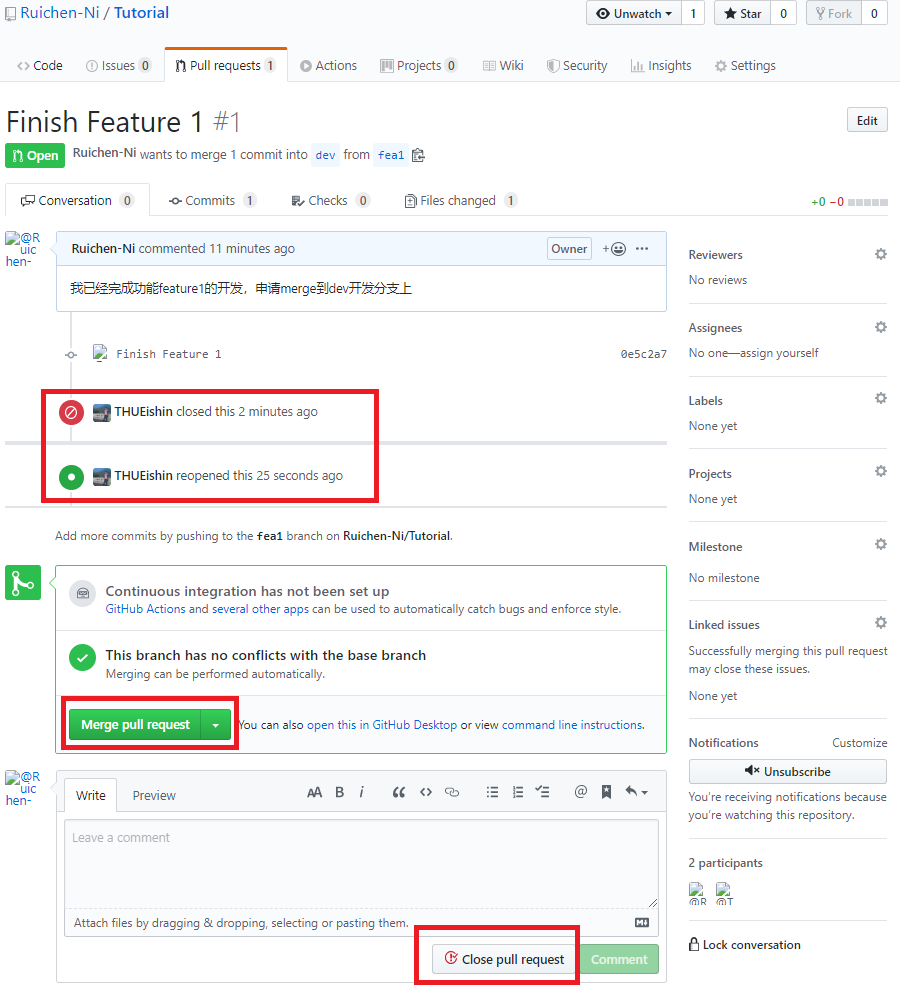 Ruichen-Ni / Tutorial
Unwatch 1 Star 0 Fork 0
Code Issues 0 Pull requests 1 Actions Projects 0 Wiki Security Insights Settings
Finish Feature 1 #1
Edit
Open Ruichen-Ni wants to merge 1 commit into dev from fea1
Conversation 0 Commits 1 Checks 0 Files changed 1 +0 −0
@R
uic
hen-
Ruichen-Ni commented 11 minutes ago Owner
我已经完成功能feature1的开发，申请merge到dev开发分支上
Finish Feature 1 0e5c2a7
THUEishin closed this 2 minutes ago
THUEishin reopened this 25 seconds ago
Add more commits by pushing to the fea1 branch on Ruichen-Ni/Tutorial.
Continuous integration has not been set up
GitHub Actions and several other apps can be used to automatically catch bugs and enforce style.
This branch has no conflicts with the base branch
Merging can be performed automatically.
Merge pull request You can also open this in GitHub Desktop or view command line instructions.
@R
uic
hen-
Write Preview
Leave a comment
Attach files by dragging & dropping, selecting or pasting them.
Close pull request Comment
Reviewers
No reviews
Assignees
No one—assign yourself
Labels
None yet
Projects
None yet
Milestone
No milestone
Linked issues
Successfully merging this pull request
may close these issues.
None yet
Notifications Customize
Unsubscribe
You're receiving notifications because
you're watching this repository.
2 participants
@R @T
Lock conversation